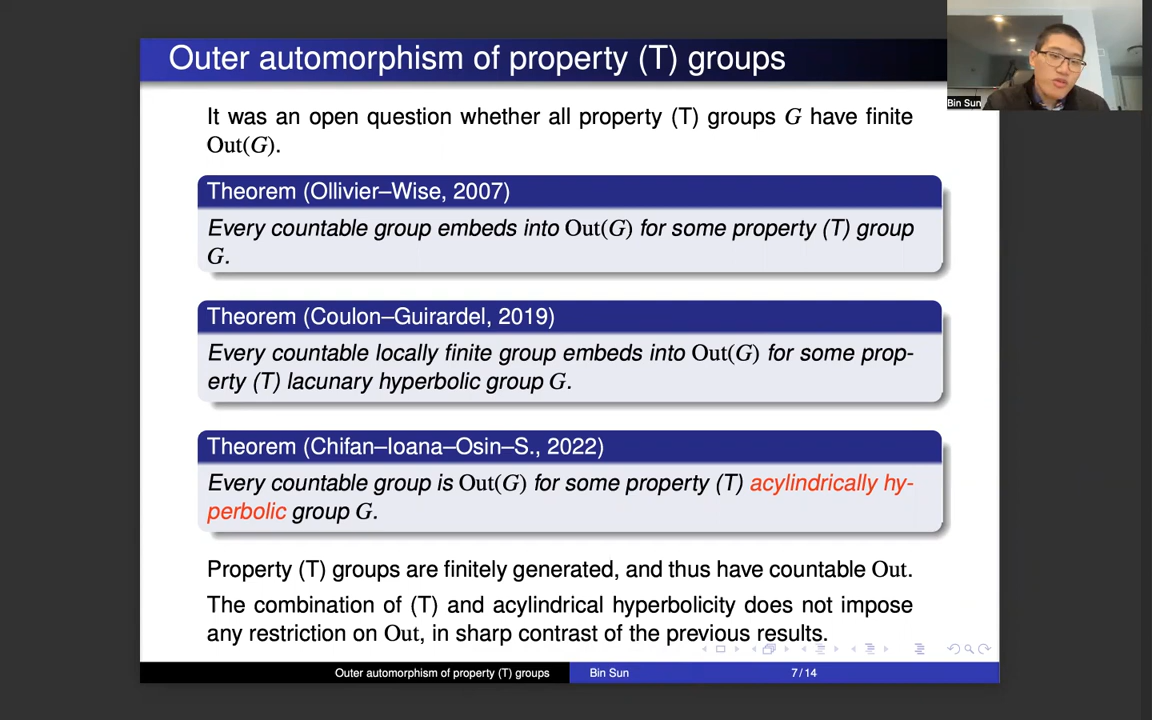 Outer automorphism of property (T) groups
Bin Sun
It was an open question whether all property (T) groups G have finite
Out(G).
Theorem (Ollivier–Wise, 2007)
Every countable group embeds into Out(G) for some property (T) group
G.
Theorem (Coulon–Guirardel, 2019)
Every countable locally finite group embeds into Out(G) for some prop-
erty (T) lacunary hyperbolic group G.
Theorem (Chifan–Ioana–Osin–S., 2022)
Every countable group is Out(G) for some property (T) acylindrically hy-
perbolic group G.
Property (T) groups are finitely generated, and thus have countable Out.
The combination of (T) and acylindrical hyperbolicity does not impose
any restriction on Out, in sharp contrast of the previous results.
Outer automorphism of property (T) groups Bin Sun 7/14